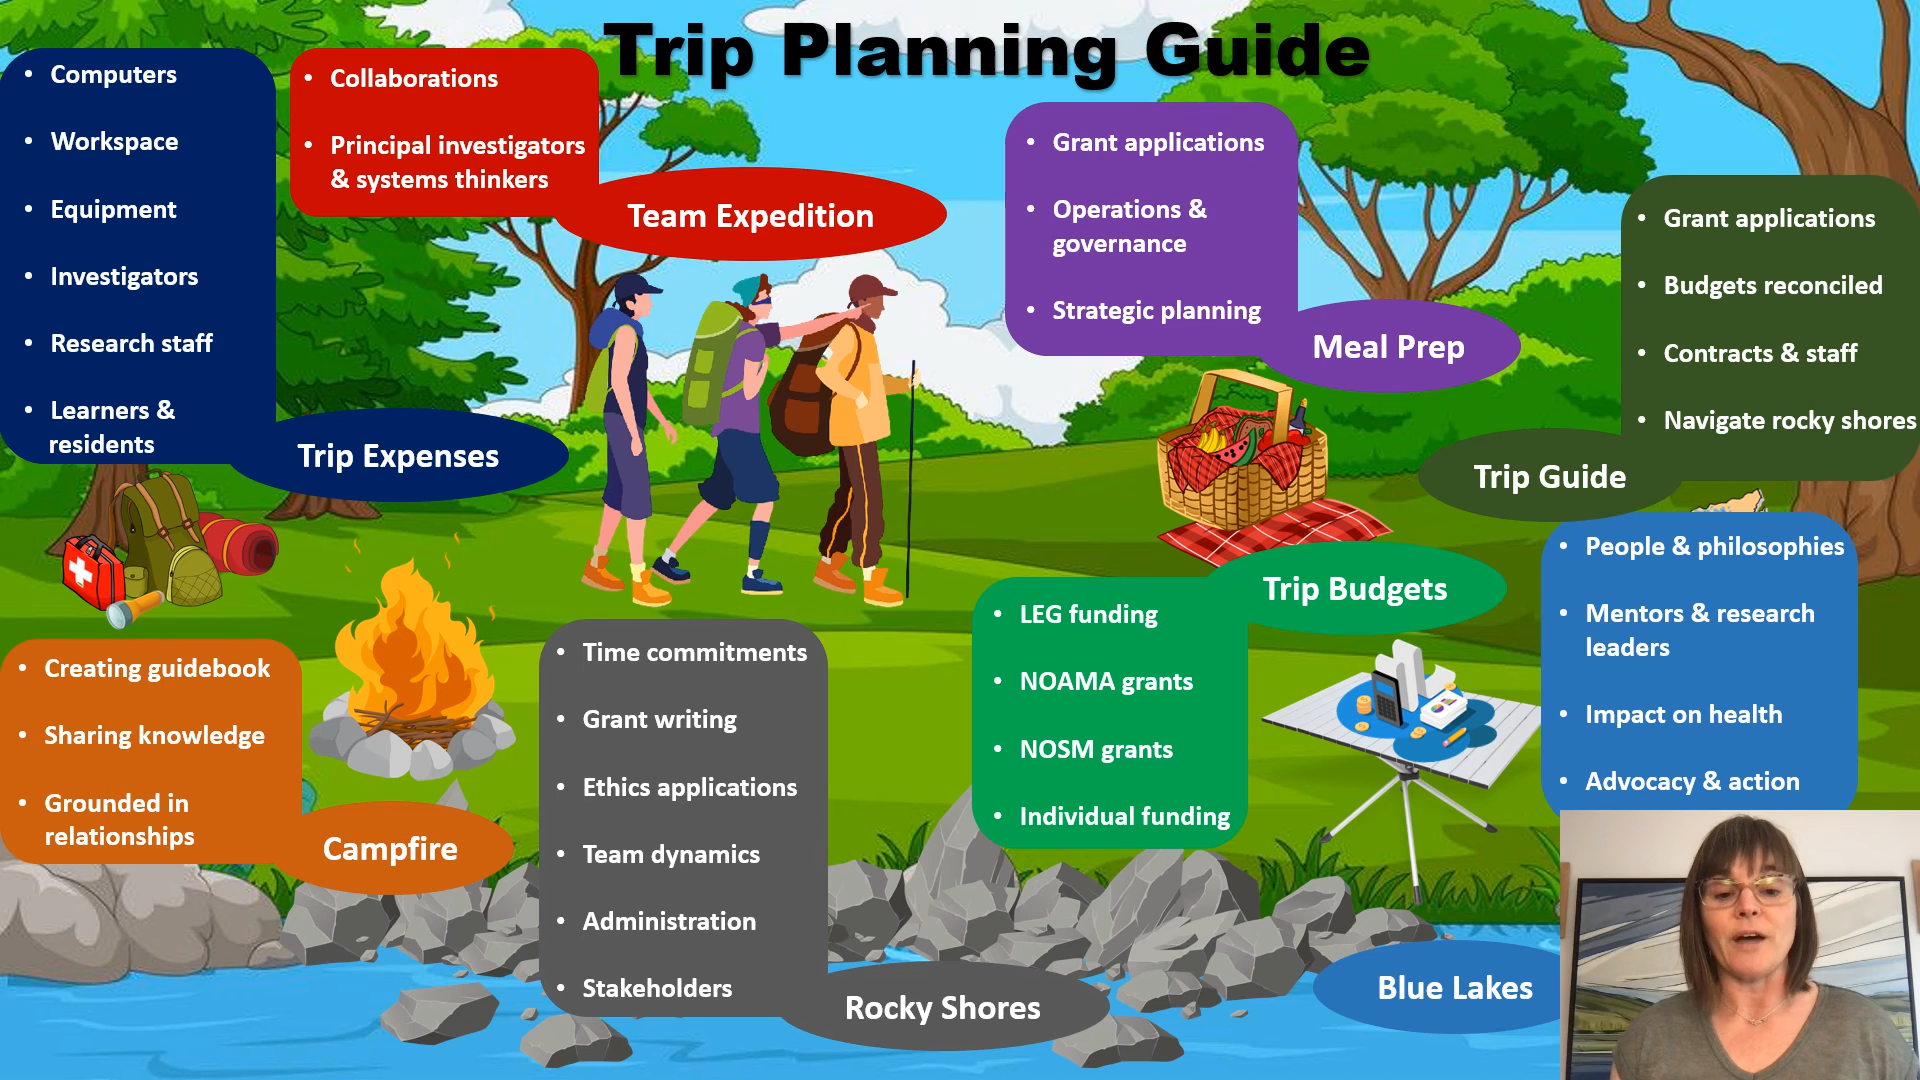 Trip Planning Guide
• Computers
• Workspace
• Equipment
• Investigators
• Research staff
• Learners &
residents
Trip Expenses
• Collaborations
• Principal investigators
& systems thinkers
Team Expedition
• Grant applications
• Operations &
governance
• Strategic planning
Meal Prep
• Grant applications
• Budgets reconciled
• Contracts & staff
• Navigate rocky shores
Trip Guide
• Creating guidebook
• Sharing knowledge
• Grounded in
relationships
Campfire
• Time commitments
• Grant writing
• Ethics applications
• Team dynamics
• Administration
• Stakeholders
Rocky Shores
Trip Budgets
• LEG funding
• NOAMA grants
• NOSM grants
• Individual funding
• People & philosophies
• Mentors & research
leaders
• Impact on health
• Advocacy & action
Blue Lakes